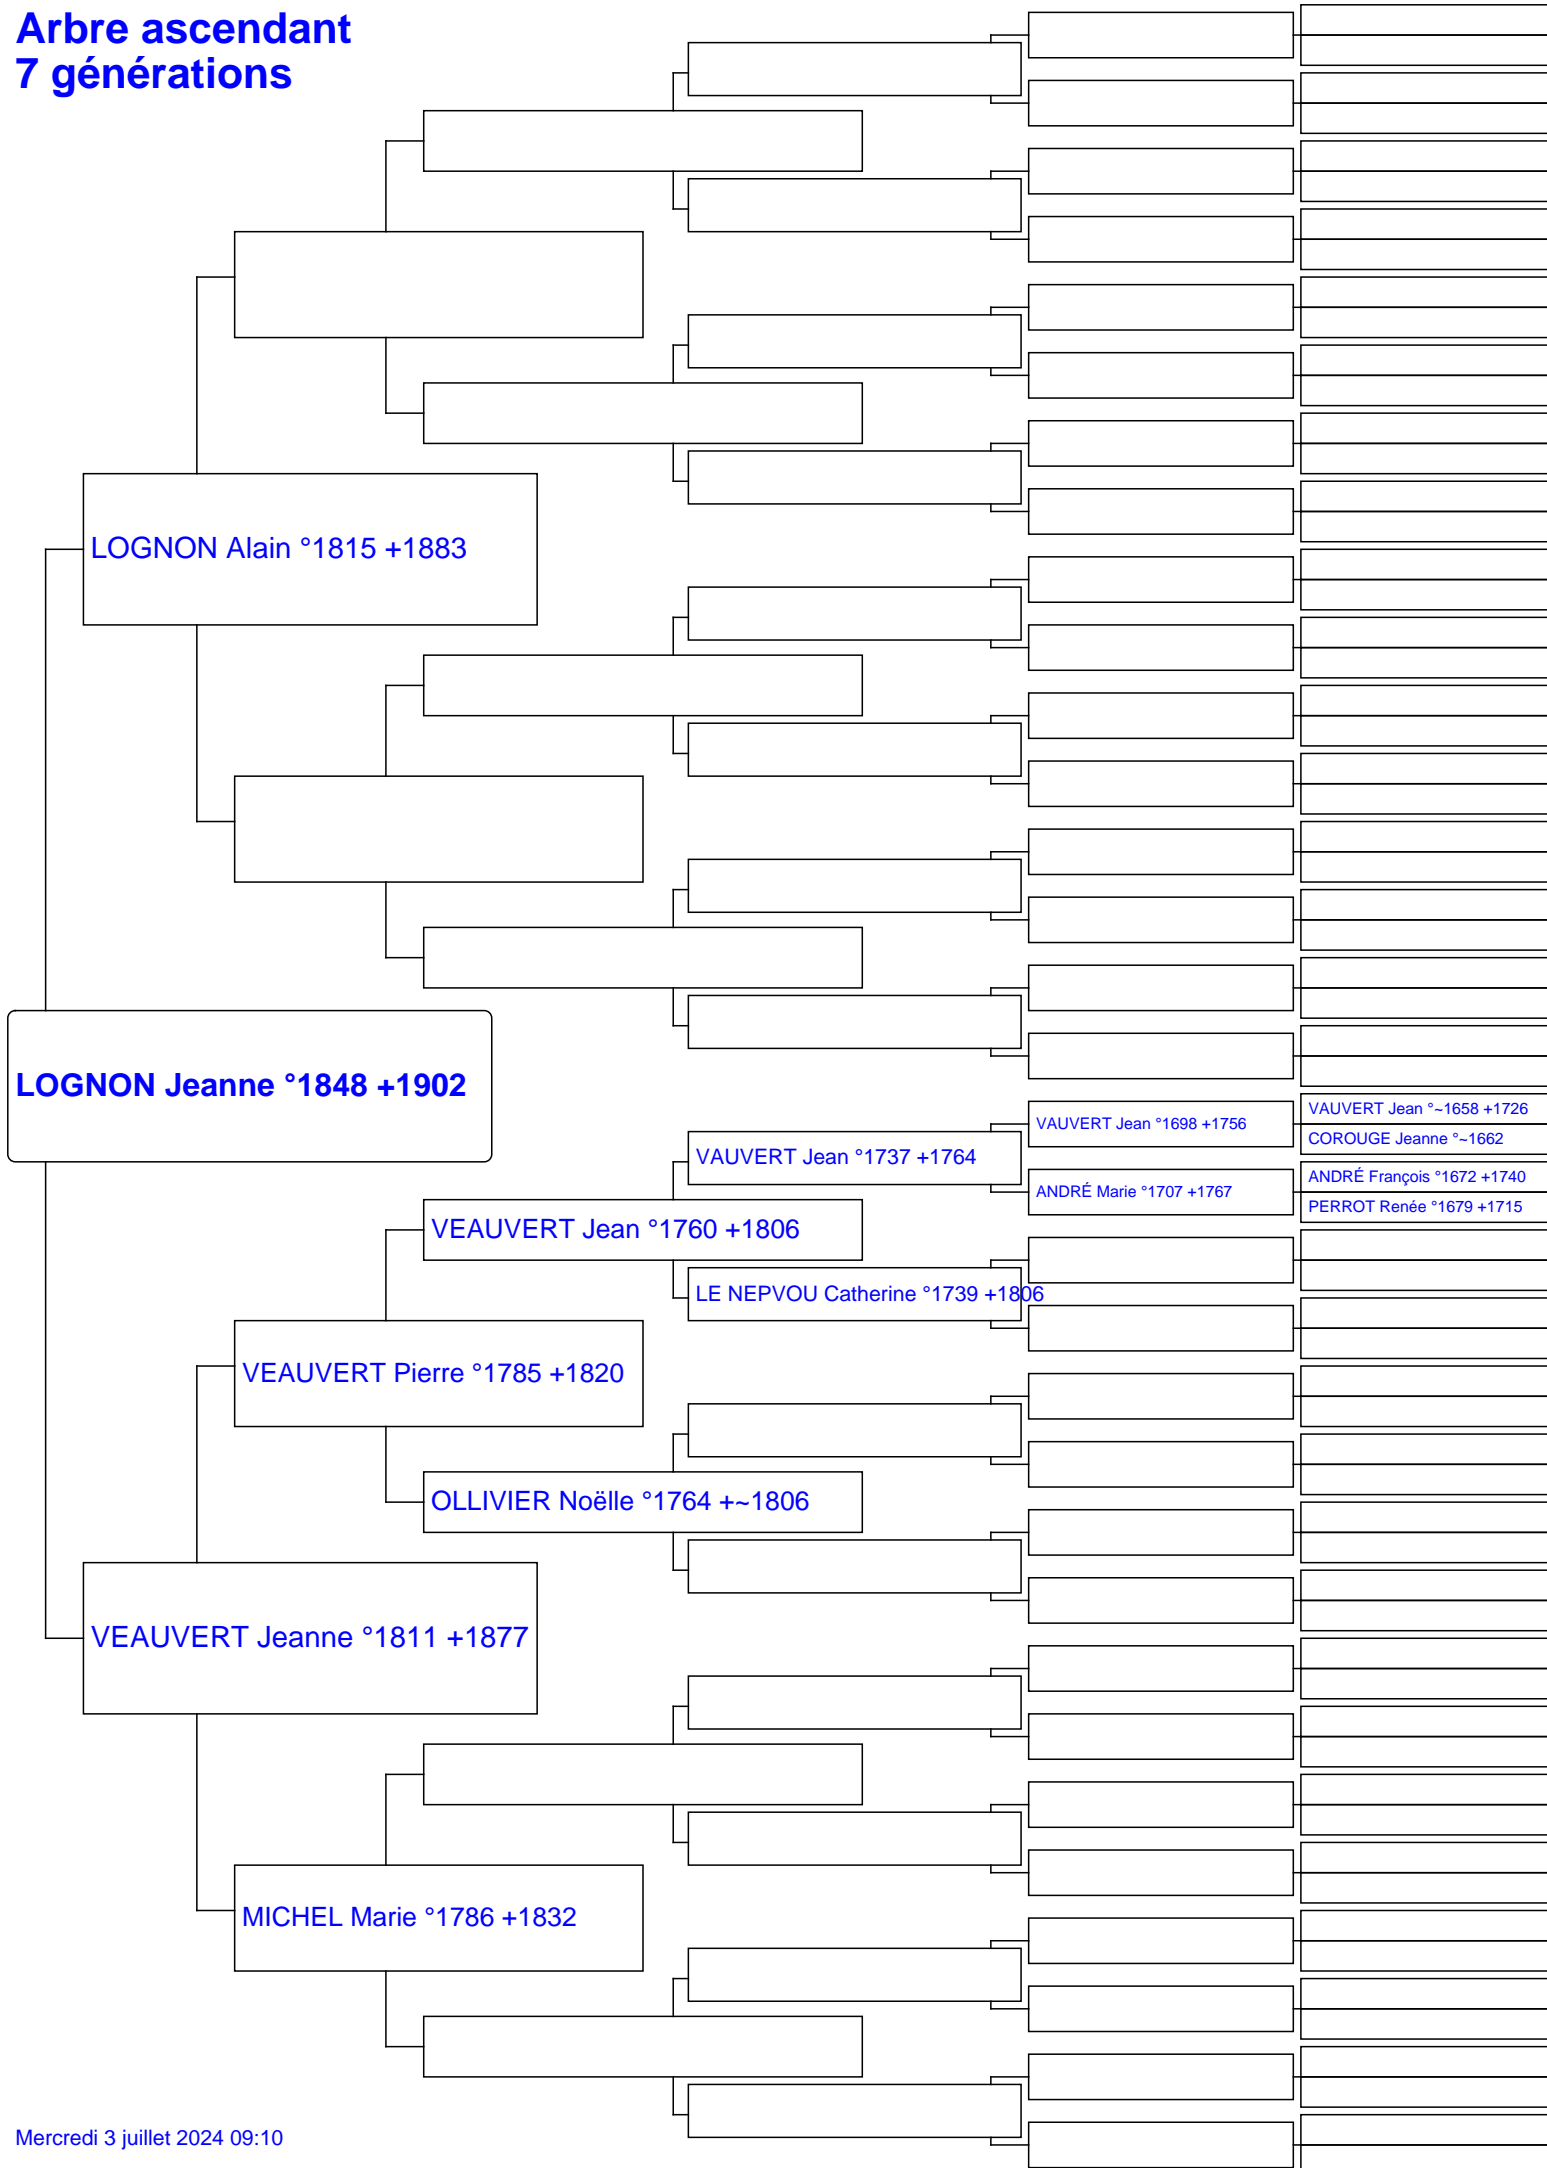 Arbre ascendant
7 générations
LOGNON Alain °1815 +1883
LOGNON Jeanne °1848 +1902
VAUVERT Jean °1698 +1756
VAUVERT Jean °~1658 +1726
COROUGE Jeanne °~1662
VAUVERT Jean °1737 +1764
ANDRÉ Marie °1707 +1767
ANDRÉ François °1672 +1740
PERROT Renée °1679 +1715
VEAUVERT Jean °1760 +1806
LE NEPVOU Catherine °1739 +1806
VEAUVERT Pierre °1785 +1820
OLLIVIER Noëlle °1764 +~1806
VEAUVERT Jeanne °1811 +1877
MICHEL Marie °1786 +1832
Mercredi 3 juillet 2024 09:10